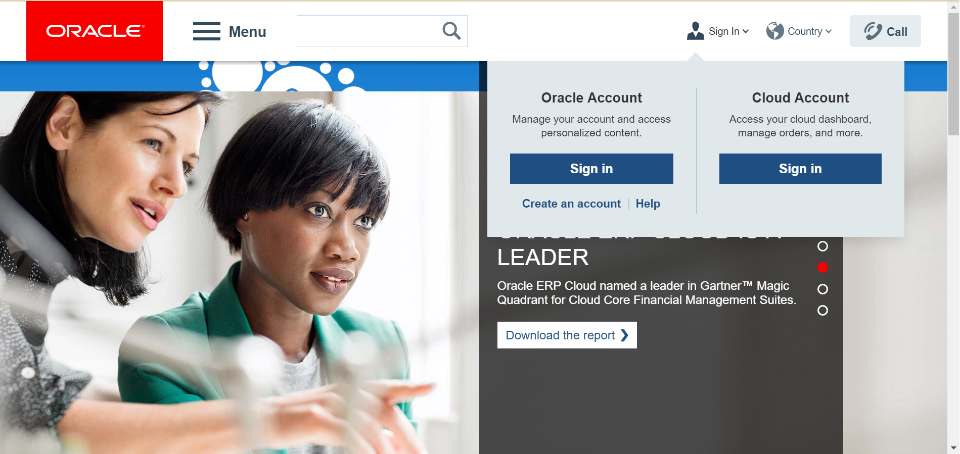 ORACLE
Menu
Sign In
Country
Call
Oracle Account
Manage your account and access
personalized content.
Sign in
Create an account | Help
Cloud Account
Access your cloud dashboard,
manage orders, and more.
Sign in
LEADER
Oracle ERP Cloud named a leader in Gartner™ Magic
Quadrant for Cloud Core Financial Management Suites.
Download the report